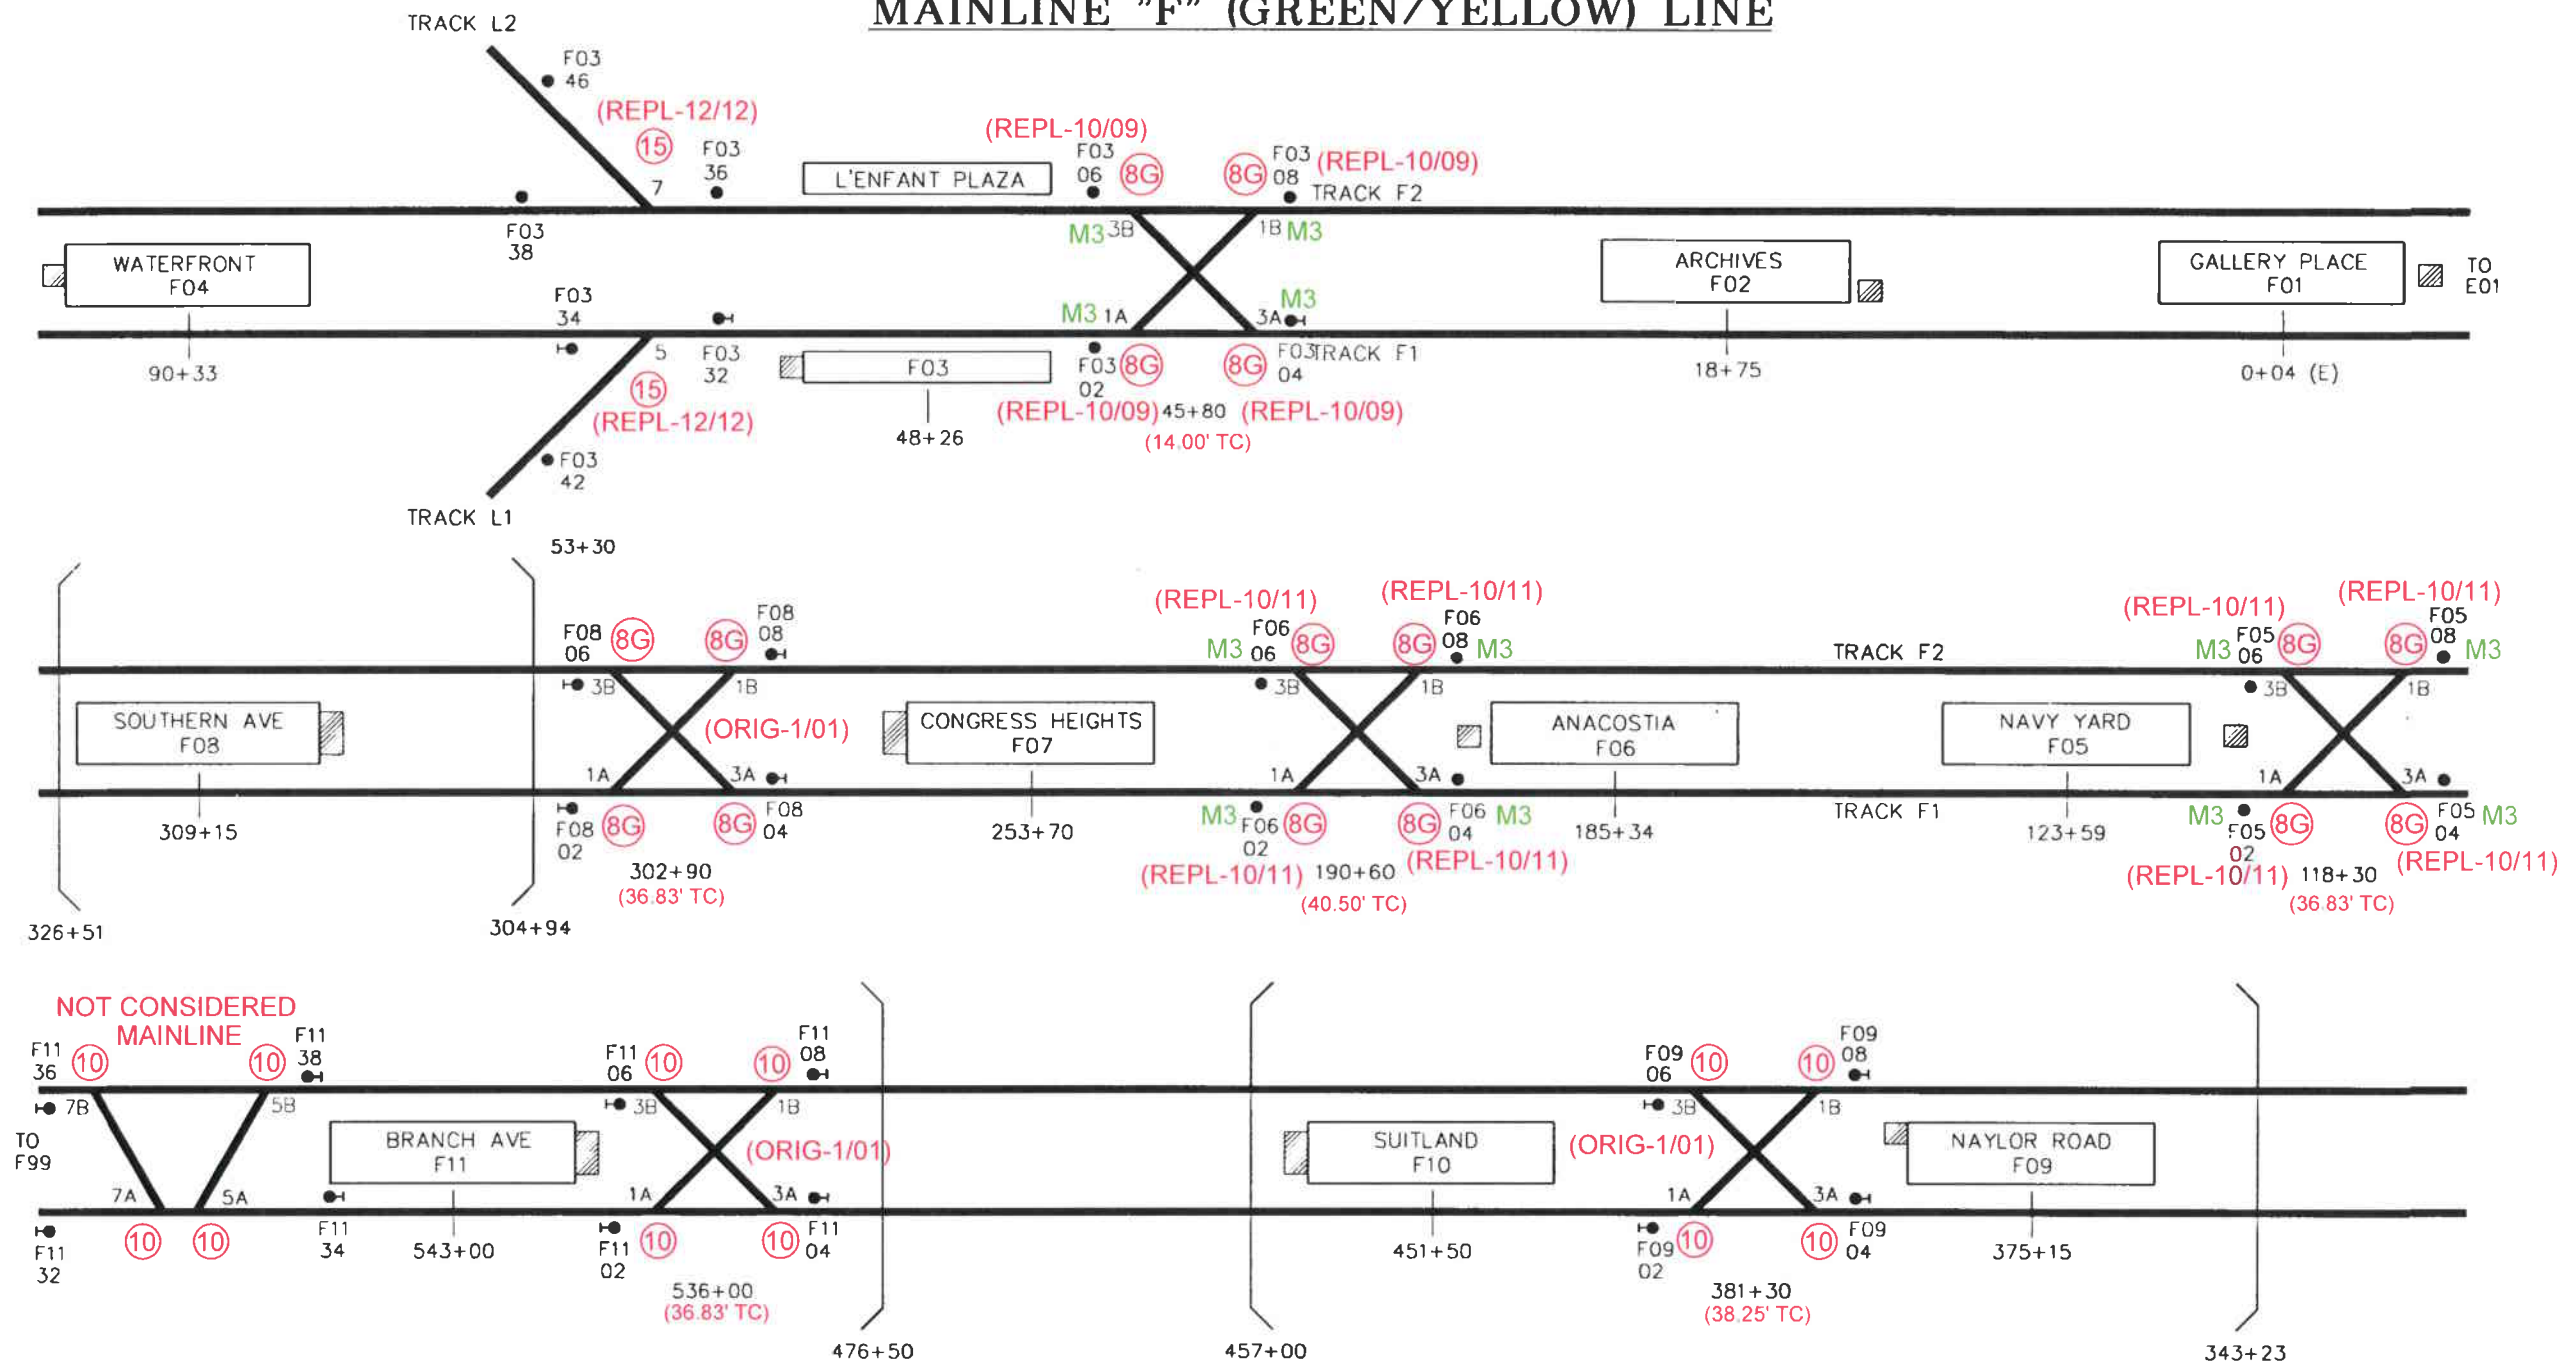 MAINLINE "F" (GREEN/YELLOW) LINE
TRACK L2
F03
46
(REPL-12/12)
15
7
F03
36
L'ENFANT PLAZA
(REPL-10/09)
F03
06
8G
8G
F03
08
(REPL-10/09)
TRACK F2
F03
38
M3
3B
1B
M3
WATERFRONT
F04
ARCHIVES
F02
GALLERY PLACE
F01
TO
E01
F03
34
M3
1A
3A
M3
90+33
5
F03
32
15
(REPL-12/12)
F03
48+26
F03
02
8G
8G
F03
04
TRACK F1
(REPL-10/09)
45+80
(REPL-10/09)
(14.00' TC)
18+75
0+04 (E)
F03
42
TRACK L1
53+30
F08
06
8G
8G
F08
08
(REPL-10/11)
(REPL-10/11)
M3
F06
06
8G
8G
F06
08
M3
TRACK F2
(REPL-10/11)
(REPL-10/11)
M3
F05
06
8G
8G
F05
08
M3
3B
1B
3B
1B
3B
1B
SOUTHERN AVE
F08
(ORIG-1/01)
CONGRESS HEIGHTS
F07
ANACOSTIA
F06
NAVY YARD
F05
1A
3A
1A
3A
1A
3A
309+15
F08
02
8G
8G
F08
04
302+90
(36.83' TC)
253+70
M3
F06
02
8G
8G
F06
04
M3
(REPL-10/11)
190+60
(REPL-10/11)
(40.50' TC)
185+34
TRACK F1
123+59
M3
F05
02
8G
8G
F05
04
M3
(REPL-10/11)
118+30
(REPL-10/11)
(36.83' TC)
326+51
304+94
NOT CONSIDERED
MAINLINE
F11
36
10
10
F11
38
F11
06
10
10
F11
08
F09
06
10
10
F09
08
7B
5B
3B
1B
3B
1B
TO
F99
BRANCH AVE
F11
(ORIG-1/01)
SUITLAND
F10
(ORIG-1/01)
NAYLOR ROAD
F09
7A
5A
1A
3A
1A
3A
F11
32
10
10
F11
34
543+00
F11
02
10
10
F11
04
536+00
(36.83' TC)
451+50
F09
02
10
10
F09
04
381+30
(38.25' TC)
375+15
476+50
457+00
343+23